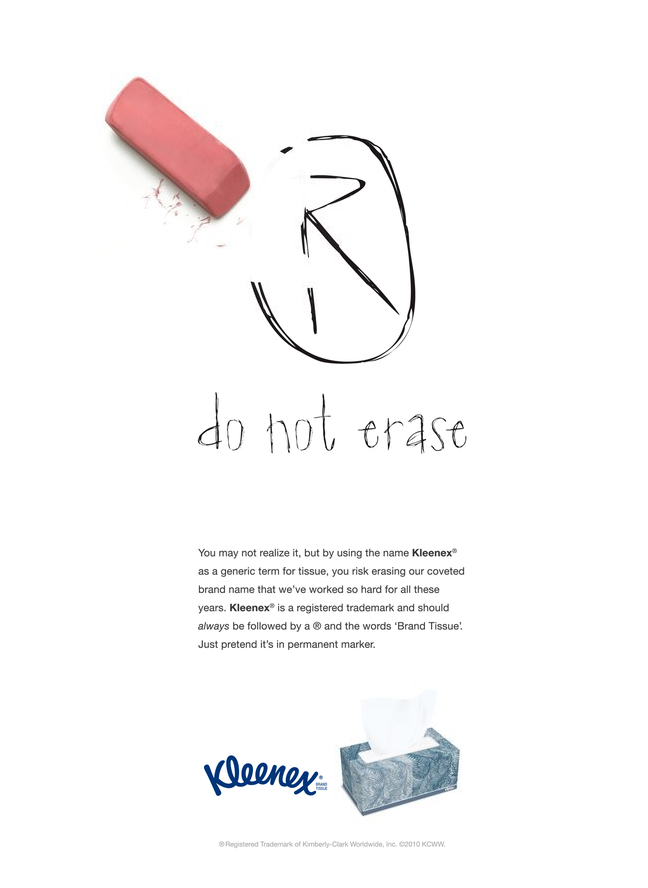 R
do not erase
You may not realize it, but by using the name Kleenex®
as a generic term for tissue, you risk erasing our coveted
brand name that we've worked so hard for all these
years. Kleenex® is a registered trademark and should
always be followed by a ® and the words ‘Brand Tissue’.
Just pretend it’s in permanent marker.
Kleenex®
BRAND
TISSUE
® Registered Trademark of Kimberly-Clark Worldwide, Inc. ©2010 KCWW.